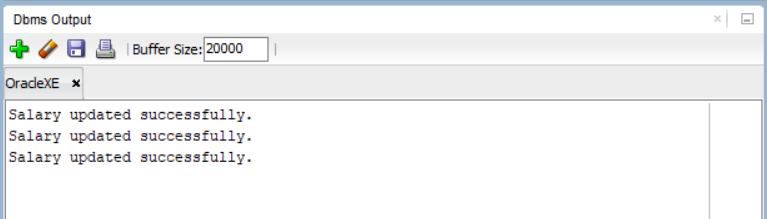 Dbms Output
Buffer Size: 20000
OracleXE
Salary updated successfully.
Salary updated successfully.
Salary updated successfully.